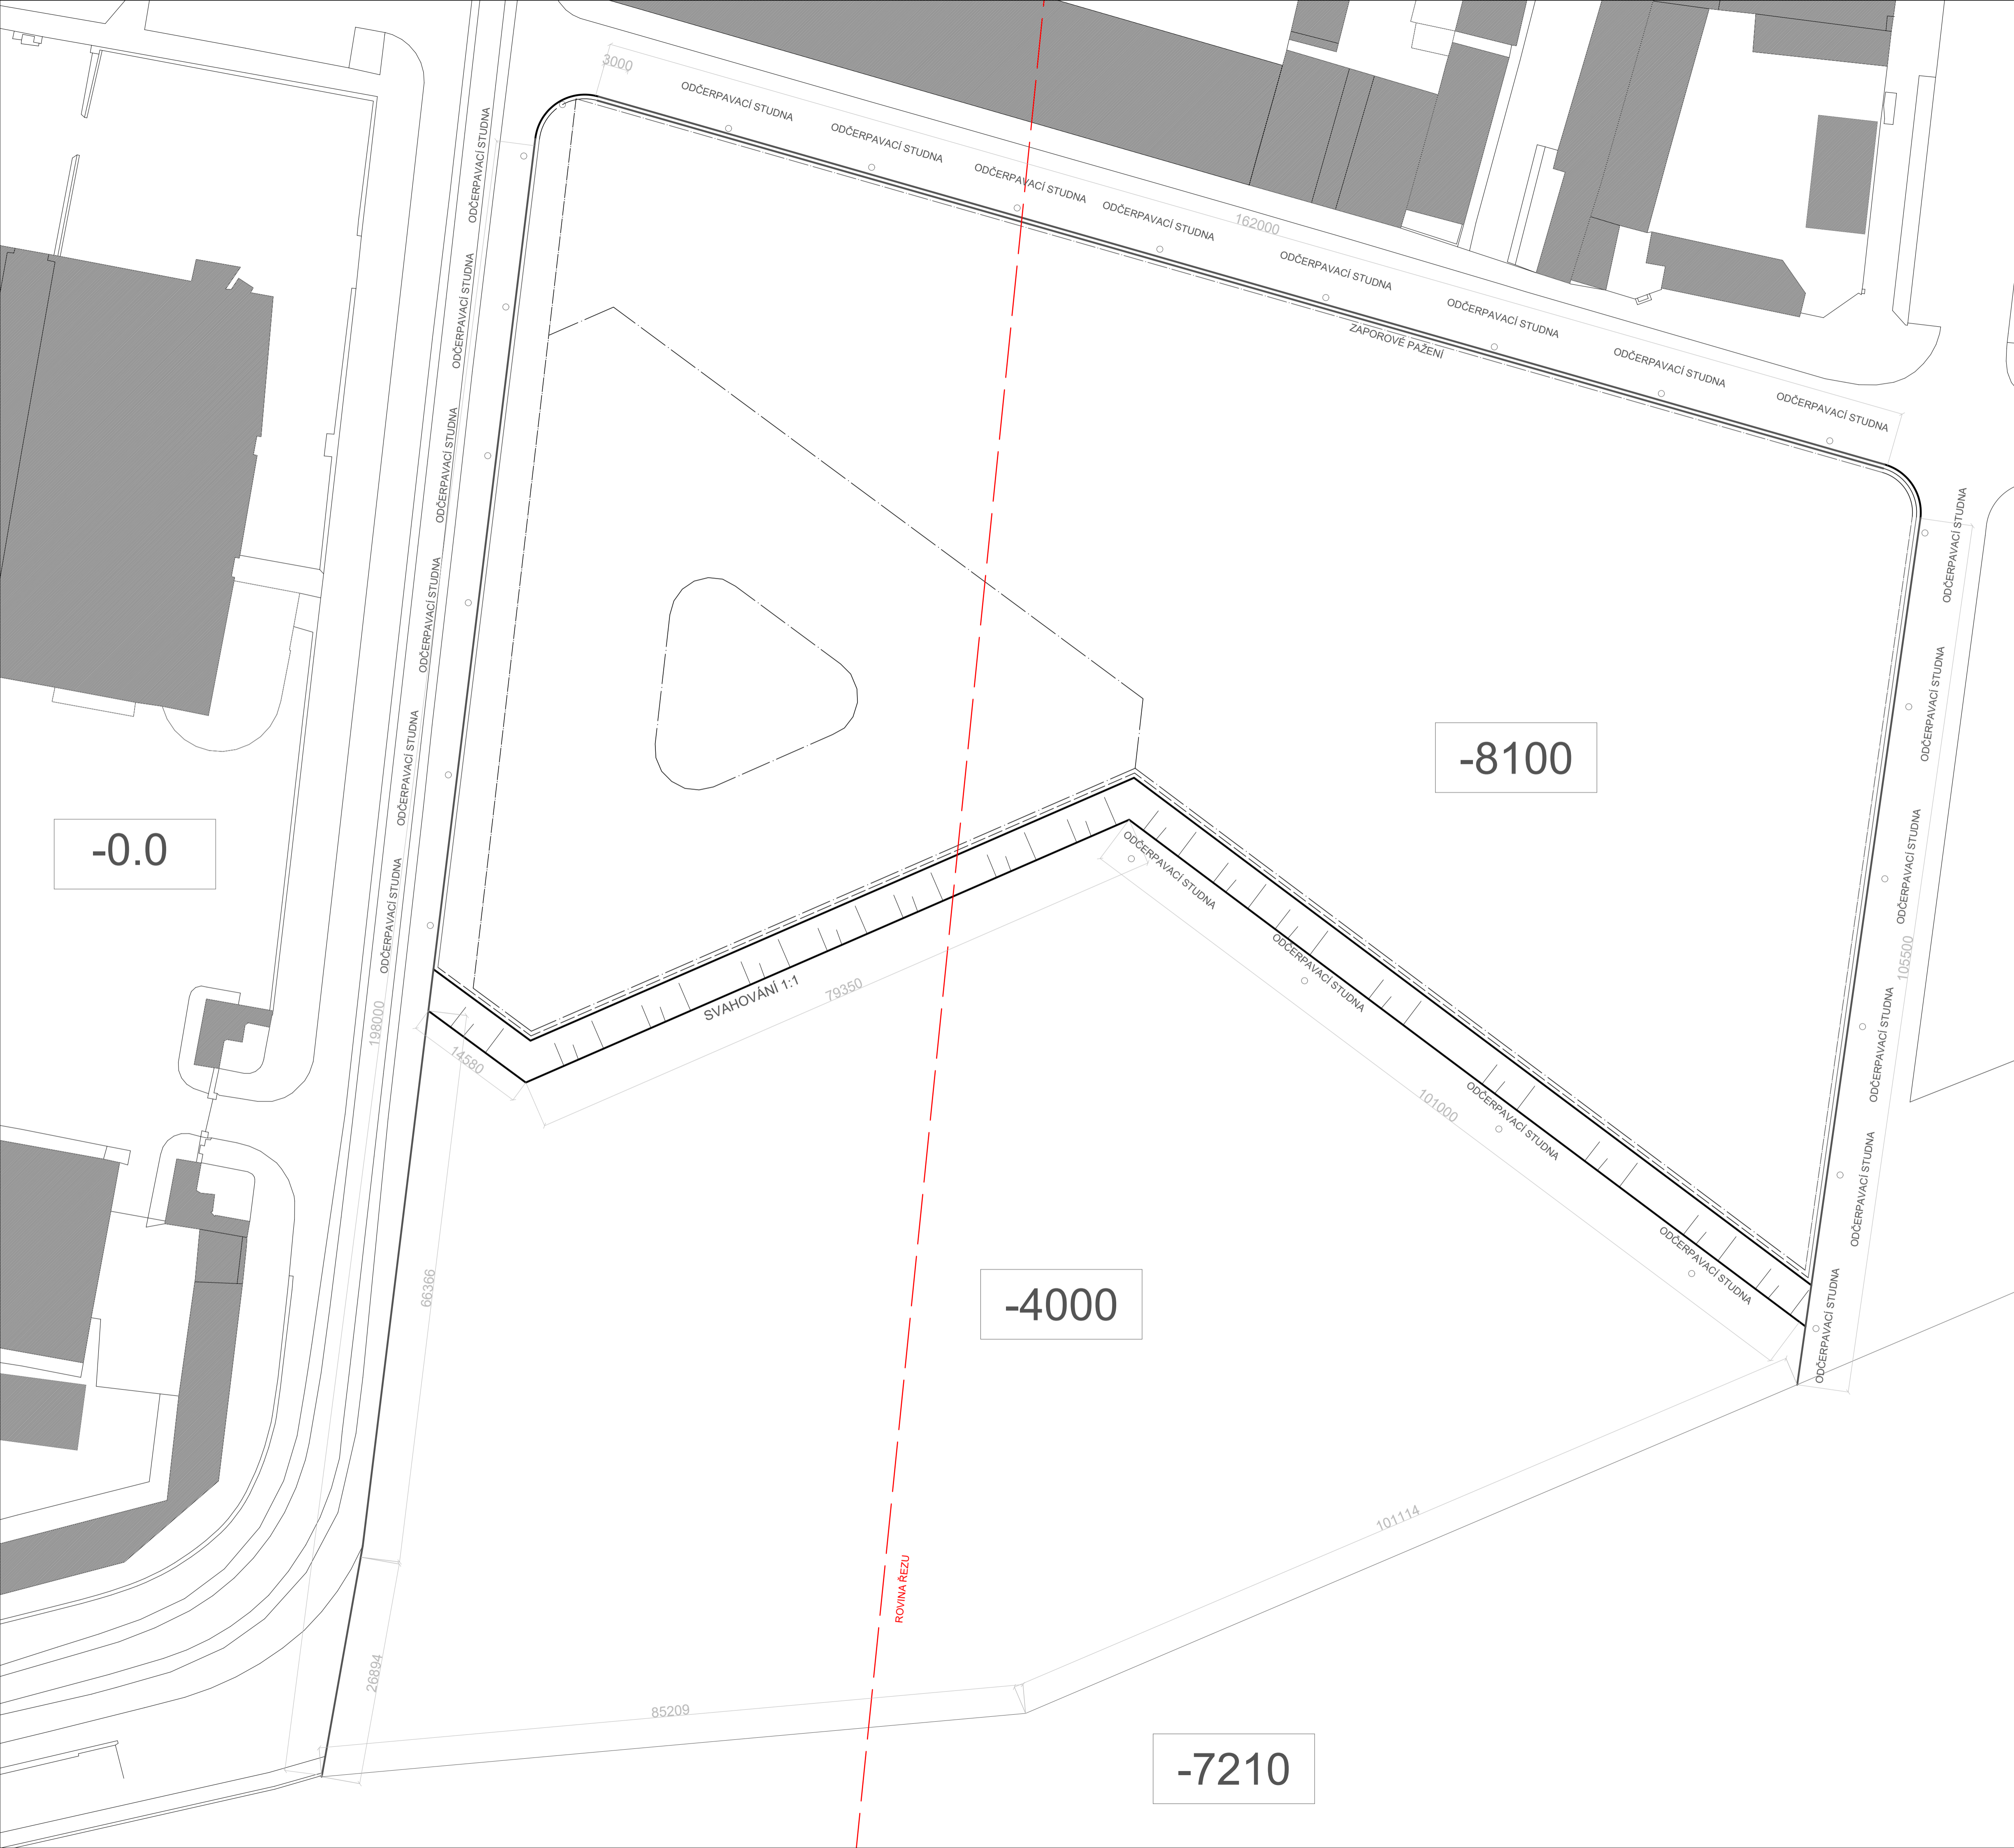 3000
ODČERPAVACÍ STUDNA
ODČERPAVACÍ STUDNA
ODČERPAVACÍ STUDNA
ODČERPAVACÍ STUDNA
162000
ODČERPAVACÍ STUDNA
ODČERPAVACÍ STUDNA
ODČERPAVACÍ STUDNA
ODČERPAVACÍ STUDNA
ZÁPOROVÉ PAŽENÍ
ODČERPAVACÍ STUDNA
ODČERPAVACÍ STUDNA
ODČERPAVACÍ STUDNA
ODČERPAVACÍ STUDNA
ODČERPAVACÍ STUDNA
ODČERPAVACÍ STUDNA
ODČERPAVACÍ STUDNA
ODČERPAVACÍ STUDNA
ODČERPAVACÍ STUDNA
105500
ODČERPAVACÍ STUDNA
ODČERPAVACÍ STUDNA
ODČERPAVACÍ STUDNA
-8100
-0.0
ODČERPAVACÍ STUDNA
ODČERPAVACÍ STUDNA
ODČERPAVACÍ STUDNA
ODČERPAVACÍ STUDNA
SVAHOVÁNÍ 1:1
79350
198000
14580
101000
66366
-4000
101114
ROVINA ŘEZU
26894
85209
-7210